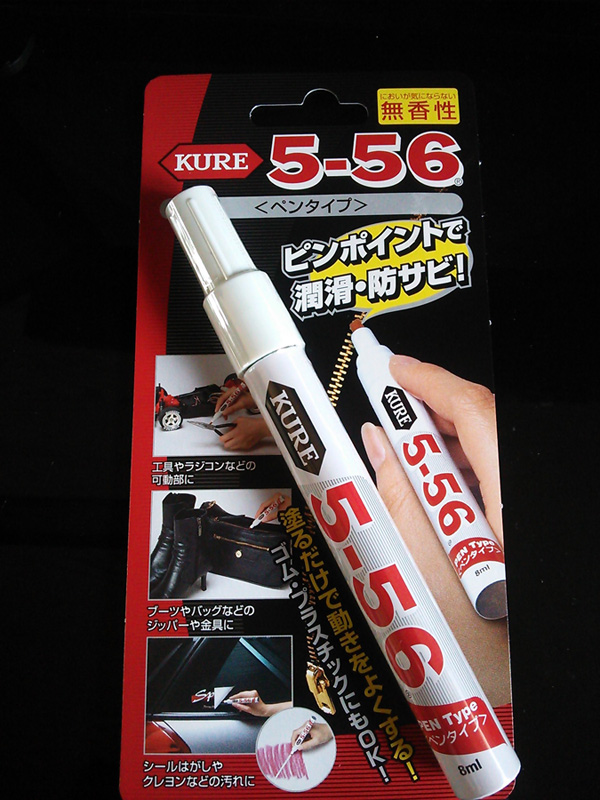 においが気にならない
無香性
KURE 5-56®
<ペンタイプ>
ピンポイントで
潤滑・防サビ!
KURE
5-56
PEN Type
<ペンタイプ>
8ml
工具やラジコンなどの
可動部に
ブーツやバッグなどの
ジッパーや金具に
シールはがしや
クレヨンなどの汚れに
塗るだけで動きをよくする!
ゴム・プラスチックにもOK!
KURE
5-56
PEN Type
ペンタイプ>
8ml